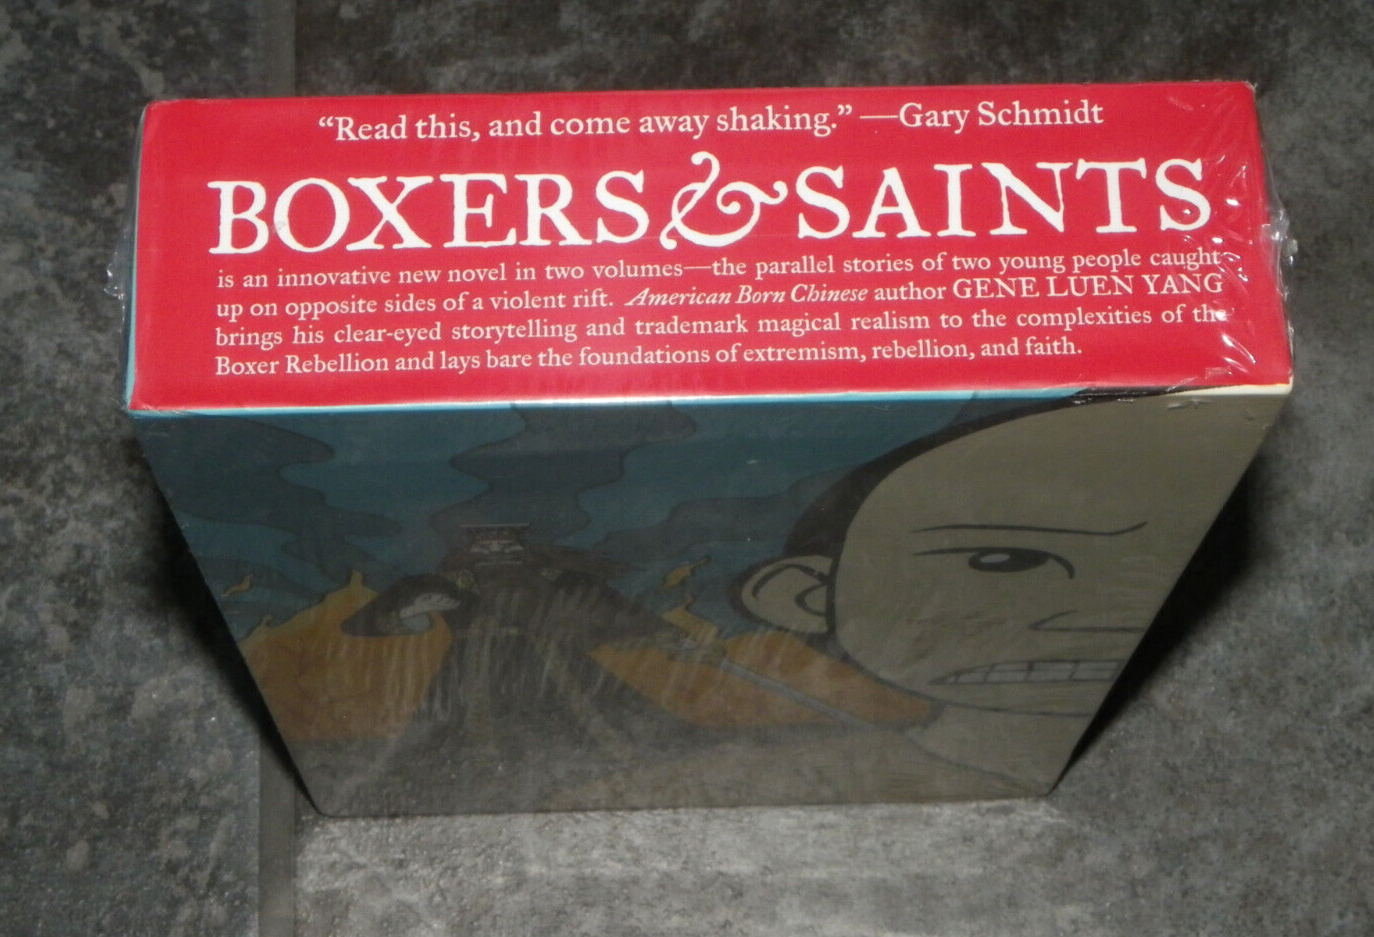 “Read this, and come away shaking.” —Gary Schmidt
BOXERS & SAINTS
is an innovative new novel in two volumes—the parallel stories of two young people caught
up on opposite sides of a violent rift. American Born Chinese author GENE LUEN YANG
brings his clear-eyed storytelling and trademark magical realism to the complexities of the
Boxer Rebellion and lays bare the foundations of extremism, rebellion, and faith.